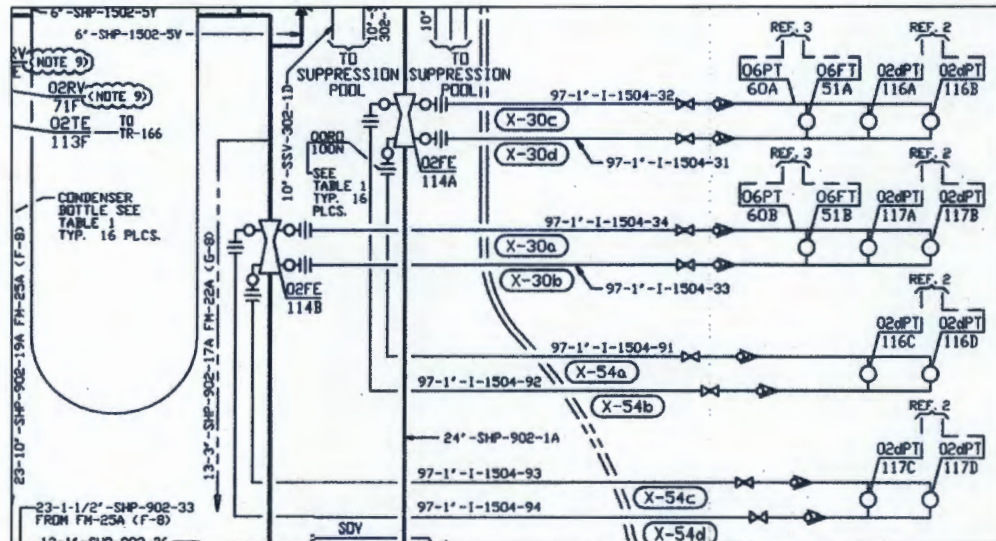 6"-SHP-1502-5Y
6"-SHP-1502-5V
(NOTE 9)
02RV
71F
(NOTE 9)
02TE
113F
TO
TR-166
CONDENSER
BOTTLE SEE
TABLE 1
TYP. 16 PLCS.
23-10"-SHP-902-19A FM-25A (F-8)
13-3"-SHP-902-17A FM-22A (G-8)
10"-SSV-302-1D
TO
SUPPRESSION
POOL
TO
SUPPRESSION
POOL
SEE
TABLE 1
TYP. 16
PLCS.
02FE
114A
02FE
114B
97-1"-I-1504-32
X-30c
X-30d
97-1"-I-1504-31
REF. 3
REF. 2
06PT
60A
06FT
51A
02dPT
116A
02dPT
116B
97-1"-I-1504-34
X-30a
X-30b
97-1"-I-1504-33
REF. 3
REF. 2
06PT
60B
06FT
51B
02dPT
117A
02dPT
117B
97-1"-I-1504-91
X-54a
97-1"-I-1504-92
X-54b
REF. 2
02dPT
116C
02dPT
116D
24"-SHP-902-1A
97-1"-I-1504-93
X-54c
97-1"-I-1504-94
X-54d
REF. 2
02dPT
117C
02dPT
117D
23-1-1/2"-SHP-902-33
FROM FM-25A (F-8)
SDV